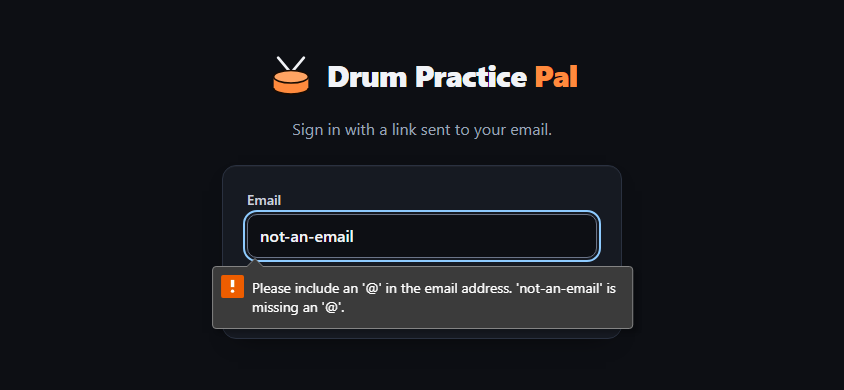 Drum Practice Pal
Sign in with a link sent to your email.
Email
not-an-email
Please include an '@' in the email address. 'not-an-email' is
missing an '@'.